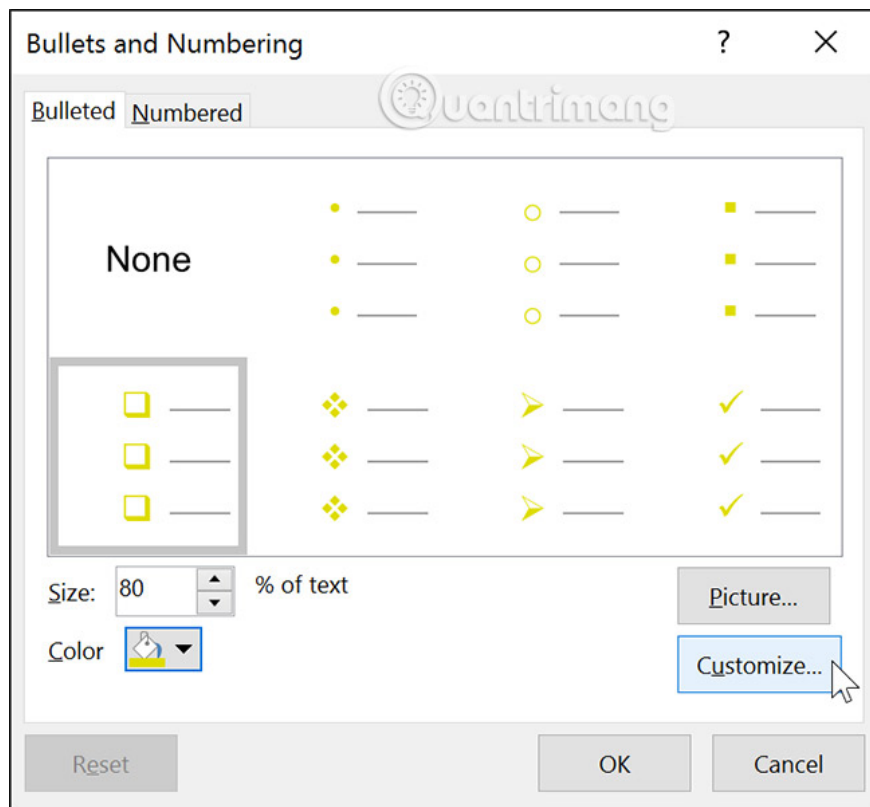 Bullets and Numbering ?
Quantrimang
Bulleted Numbered
None
Size: 80 % of text
Picture...
Color
Customize...
Reset OK Cancel